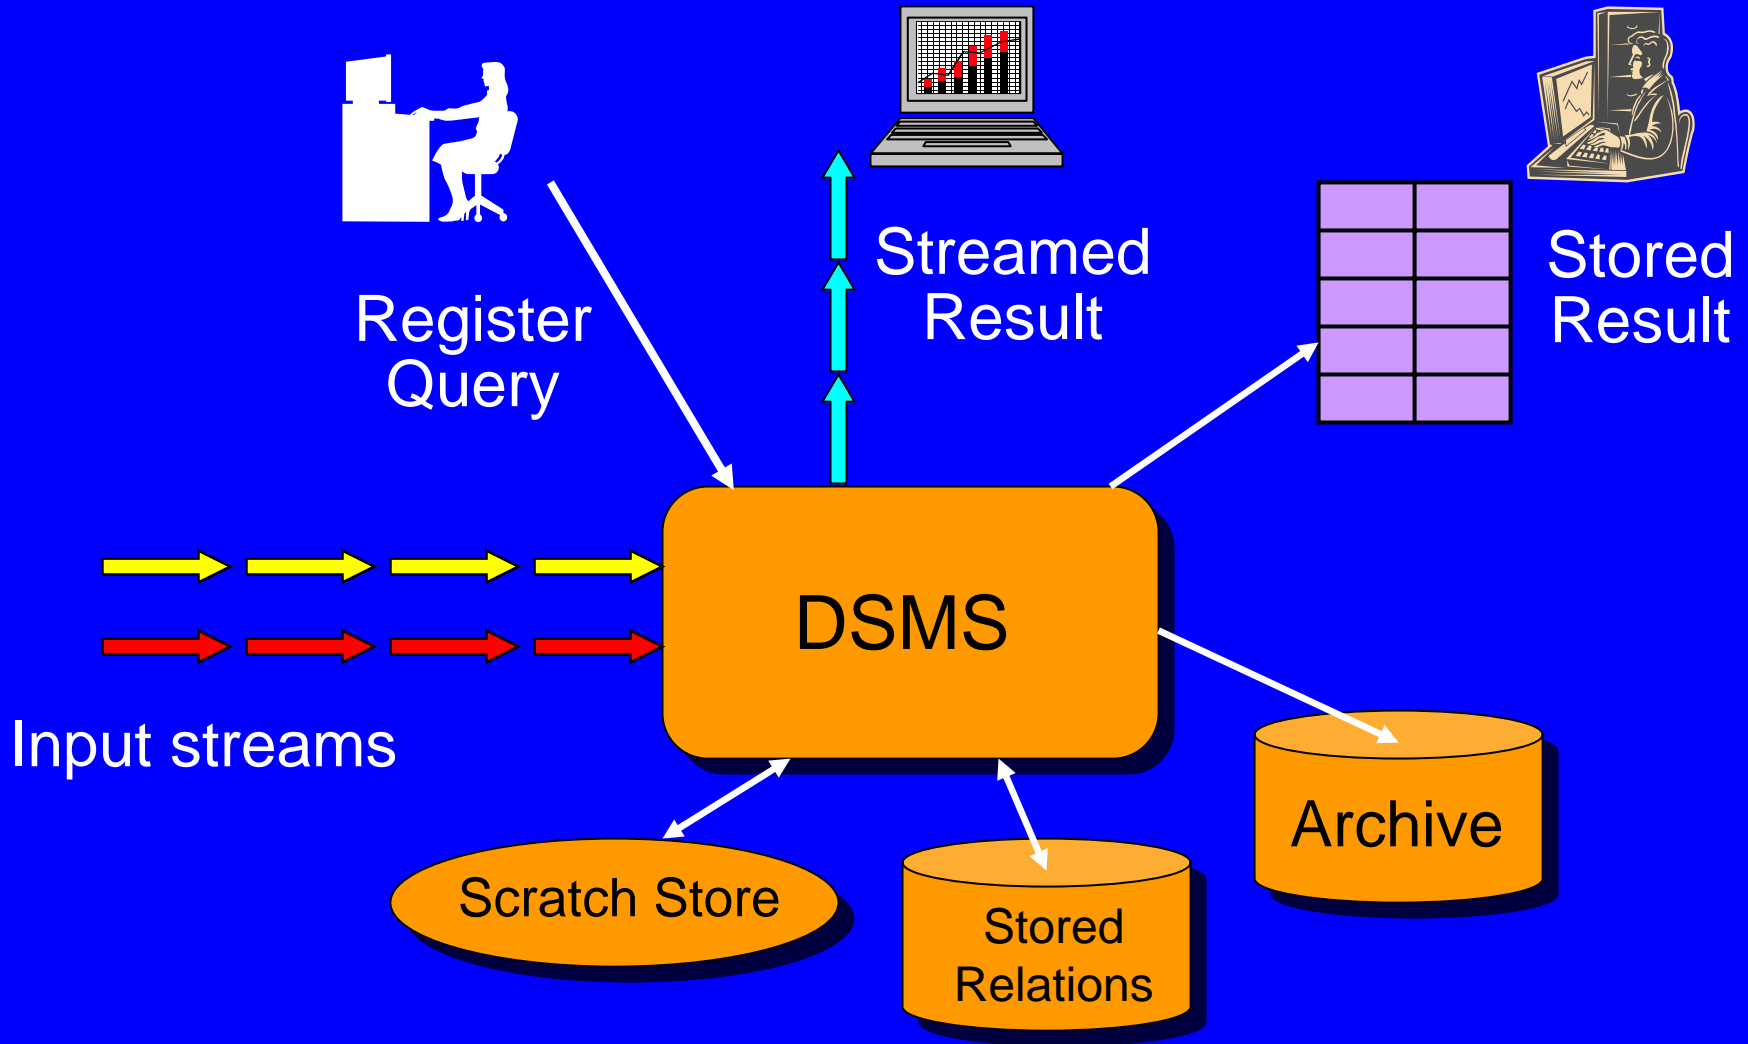 Register
Query
Streamed
Result
Stored
Result
DSMS
Input streams
Scratch Store
Stored
Relations
Archive